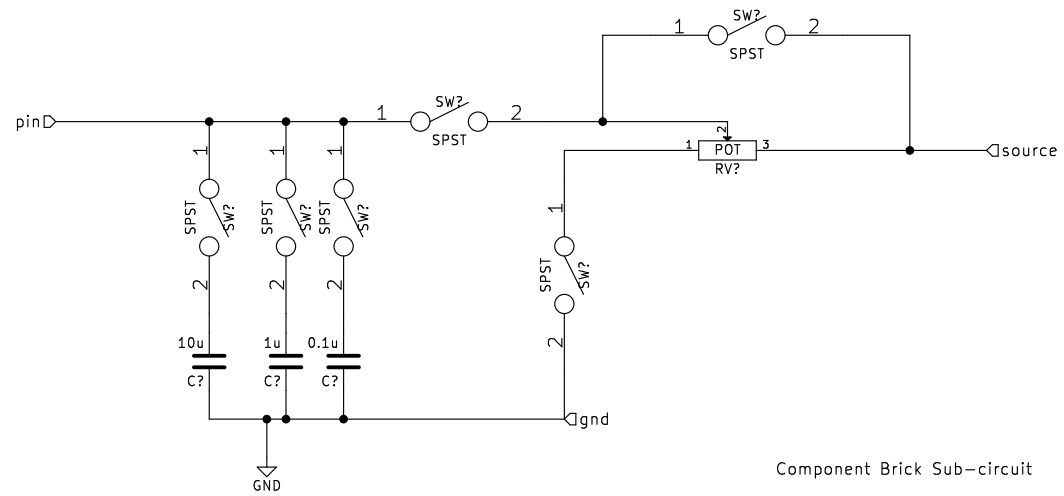 SW?
1 2
SPST
SW?
pin 1 2
SPST
2
1 POT 3 source
RV?
1 1 1
SPST SW? SPST SW? SPST SW?
1
2 2 2
SPST SW?
10u 1u 0.1u
2
C? C? C?
gnd
GND
Component Brick Sub-circuit